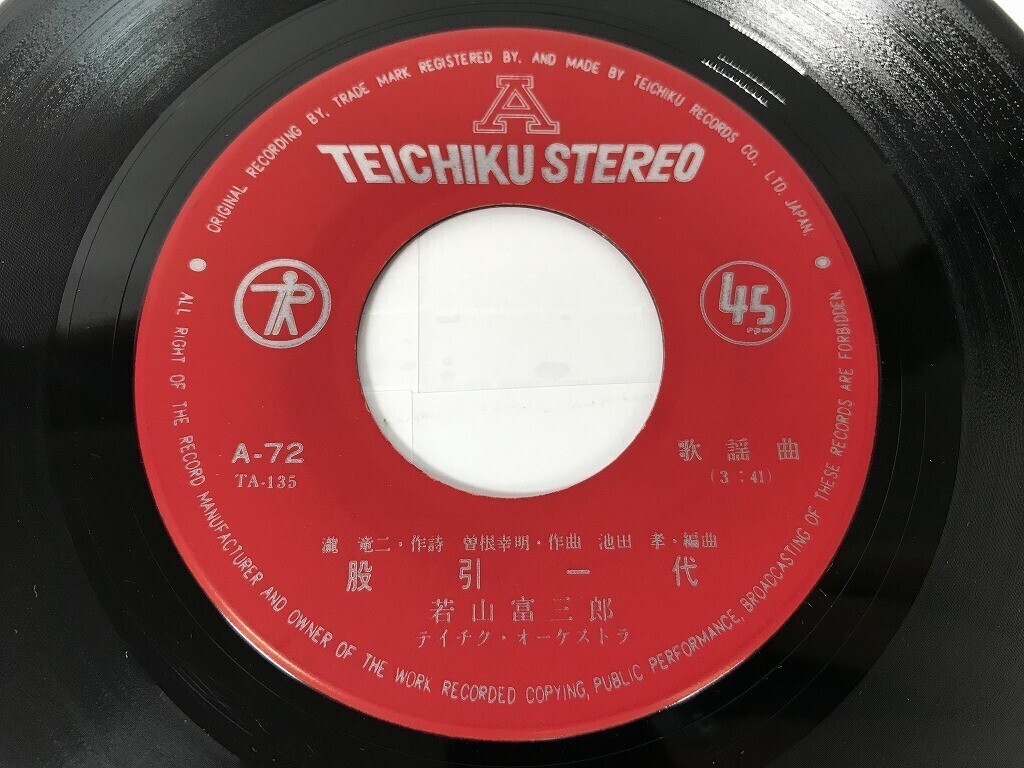 ORIGINAL RECORDING BY, TRADE MARK REGISTERED BY, AND MADE BY TEICHIKU RECORDS CO., LTD. JAPAN.
A
TEICHIKU STEREO
TR
45
rpm
A-72
TA-135
歌謡曲
(3:41)
瀧 竜二・作詩 曽根幸明・作曲 池田 孝・編曲
股引一代
若山富三郎
テイチク・オーケストラ
ALL RIGHT OF THE RECORD MANUFACTURER AND OWNER OF THE WORK RECORDED COPYING, PUBLIC PERFORMANCE, BROADCASTING OF THESE RECORDS ARE FORBIDDEN.